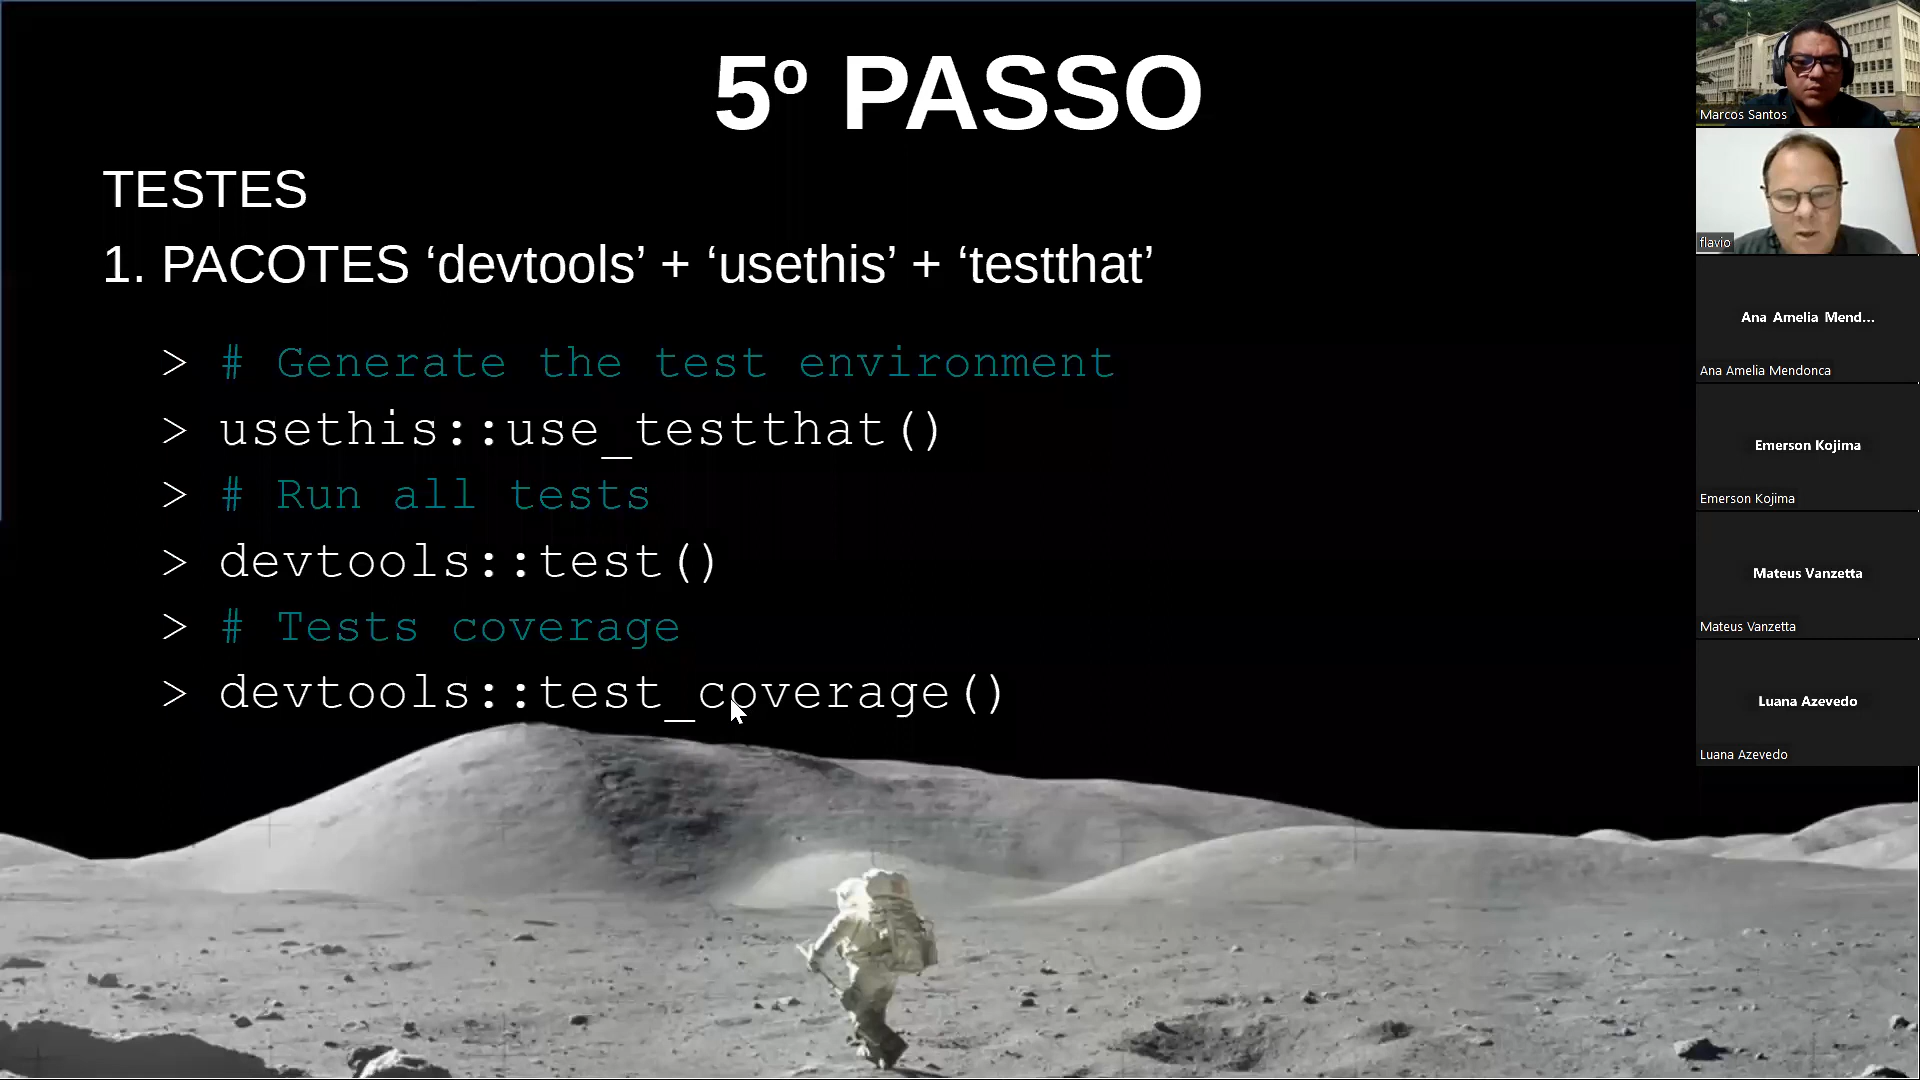 5º PASSO
TESTES
1. PACOTES ‘devtools’ + ‘usethis’ + ‘testthat’
> # Generate the test environment
> usethis::use_testthat()
> # Run all tests
> devtools::test()
> # Tests coverage
> devtools::test_coverage()
Marcos Santos
flavio
Ana Amelia Mend...
Ana Amelia Mendonca
Emerson Kojima
Emerson Kojima
Mateus Vanzetta
Mateus Vanzetta
Luana Azevedo
Luana Azevedo